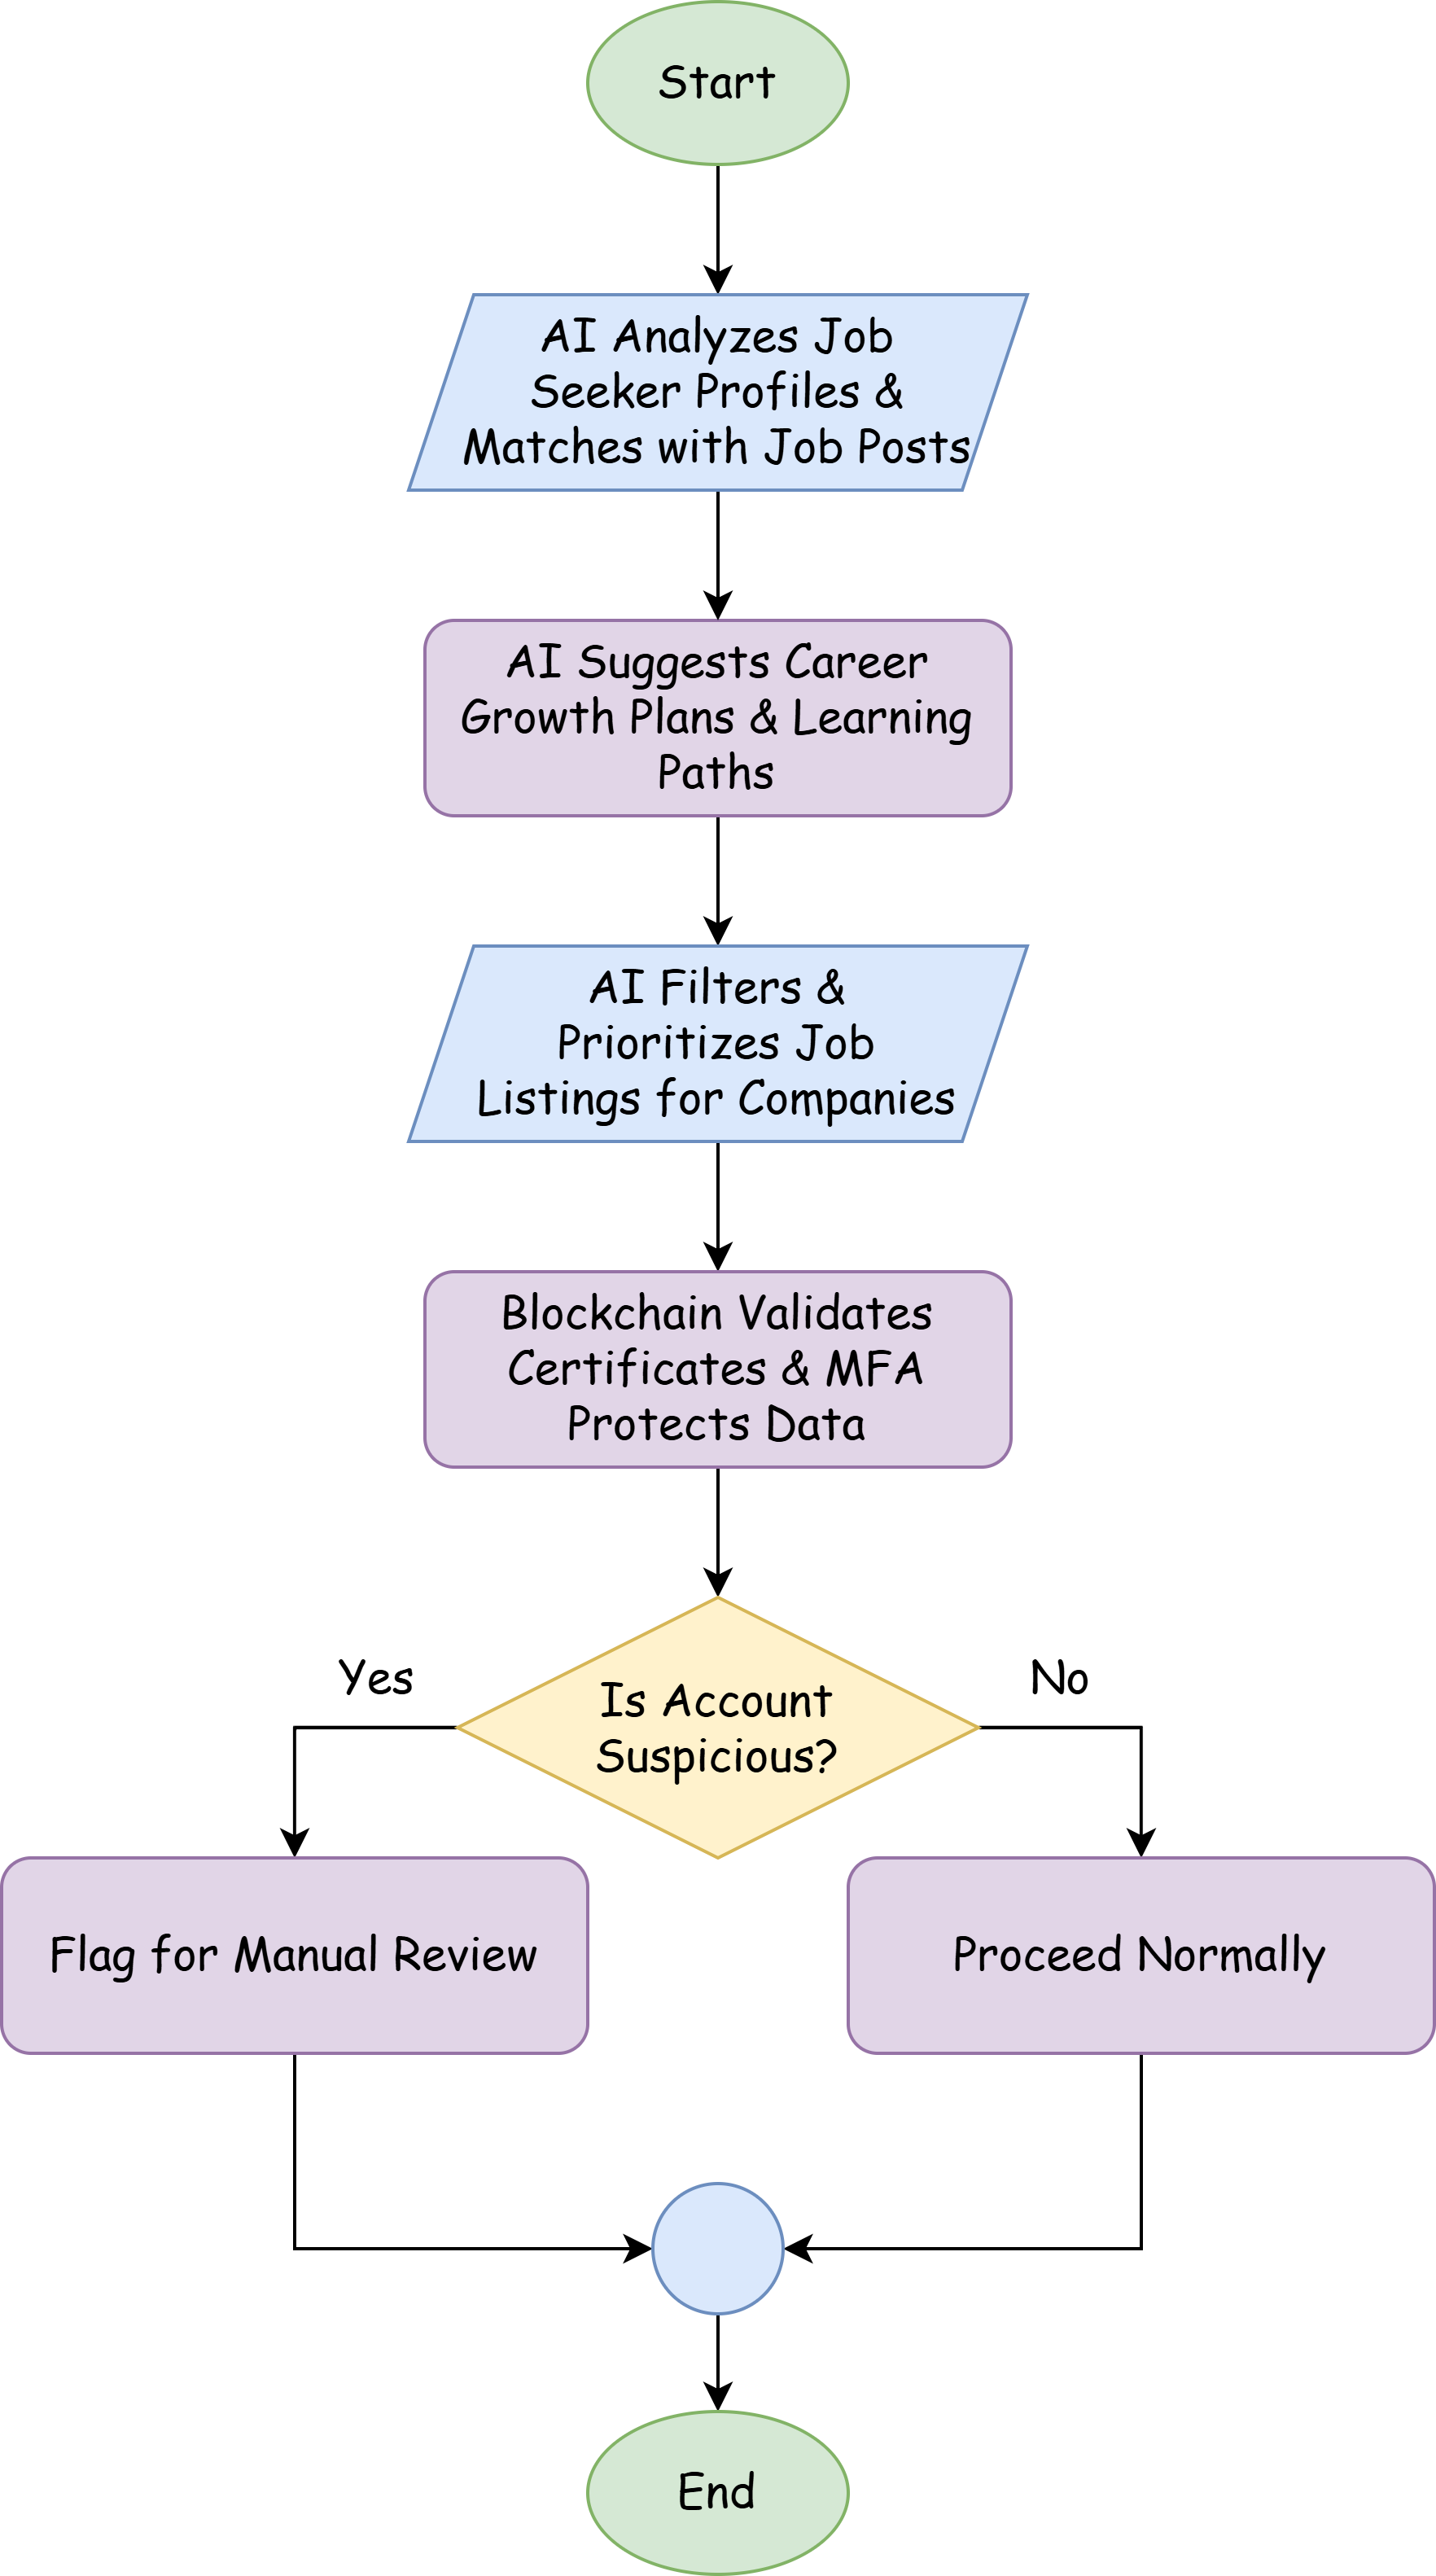 Start
AI Analyzes Job
Seeker Profiles &
Matches with Job Posts
AI Suggests Career
Growth Plans & Learning
Paths
AI Filters &
Prioritizes Job
Listings for Companies
Blockchain Validates
Certificates & MFA
Protects Data
Yes
No
Is Account
Suspicious?
Flag for Manual Review
Proceed Normally
End